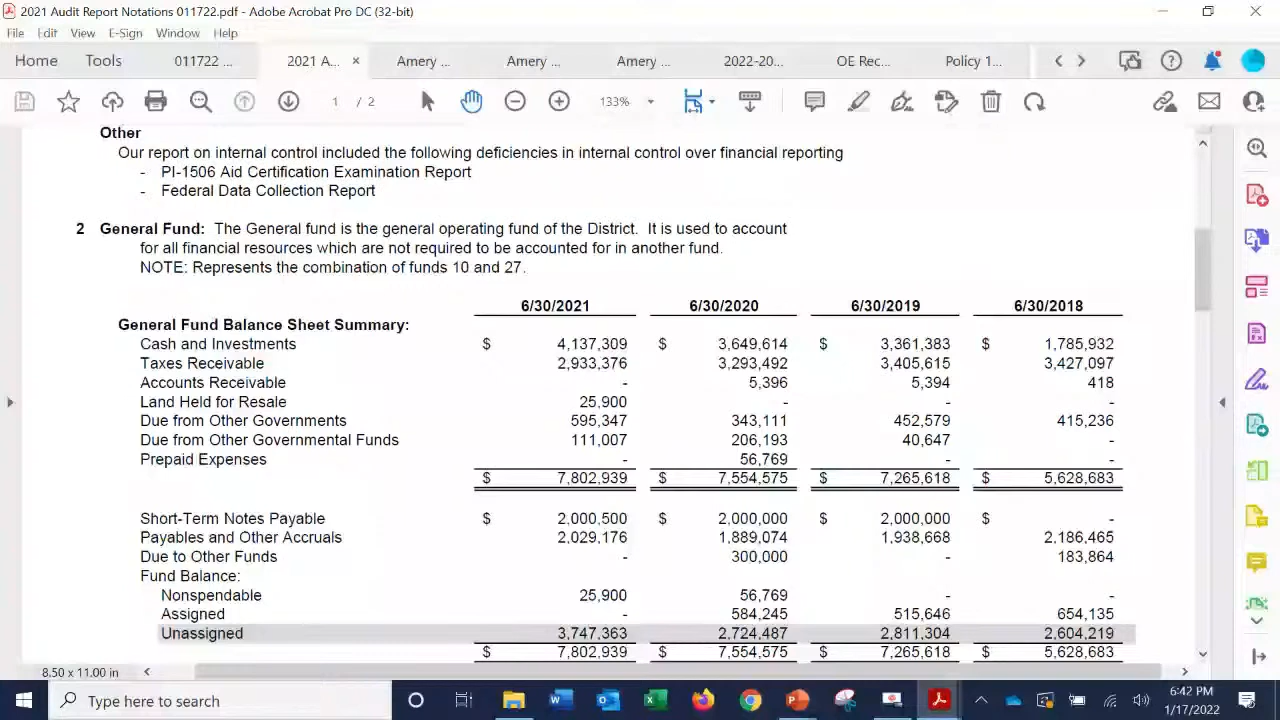 2021 Audit Report Notations 011722.pdf - Adobe Acrobat Pro DC (32-bit)
File Edit View E-Sign Window Help
Home Tools 011722 ... 2021 A... × Amery ... Amery ... Amery ... 2022-20... OE Rec... Policy 1...
1 / 2 133%
Other
Our report on internal control included the following deficiencies in internal control over financial reporting
- PI-1506 Aid Certification Examination Report
- Federal Data Collection Report
2 General Fund: The General fund is the general operating fund of the District. It is used to account
for all financial resources which are not required to be accounted for in another fund.
NOTE: Represents the combination of funds 10 and 27.
6/30/2021 6/30/2020 6/30/2019 6/30/2018
General Fund Balance Sheet Summary:
Cash and Investments $ 4,137,309 $ 3,649,614 $ 3,361,383 $ 1,785,932
Taxes Receivable 2,933,376 3,293,492 3,405,615 3,427,097
Accounts Receivable - 5,396 5,394 418
Land Held for Resale 25,900 - - -
Due from Other Governments 595,347 343,111 452,579 415,236
Due from Other Governmental Funds 111,007 206,193 40,647 -
Prepaid Expenses - 56,769 - -
$ 7,802,939 $ 7,554,575 $ 7,265,618 $ 5,628,683
Short-Term Notes Payable $ 2,000,500 $ 2,000,000 $ 2,000,000 $ -
Payables and Other Accruals 2,029,176 1,889,074 1,938,668 2,186,465
Due to Other Funds - 300,000 - 183,864
Fund Balance:
Nonspendable 25,900 56,769 - -
Assigned - 584,245 515,646 654,135
Unassigned 3,747,363 2,724,487 2,811,304 2,604,219
$ 7,802,939 $ 7,554,575 $ 7,265,618 $ 5,628,683
8.50 x 11.00 in
Type here to search
6:42 PM
1/17/2022